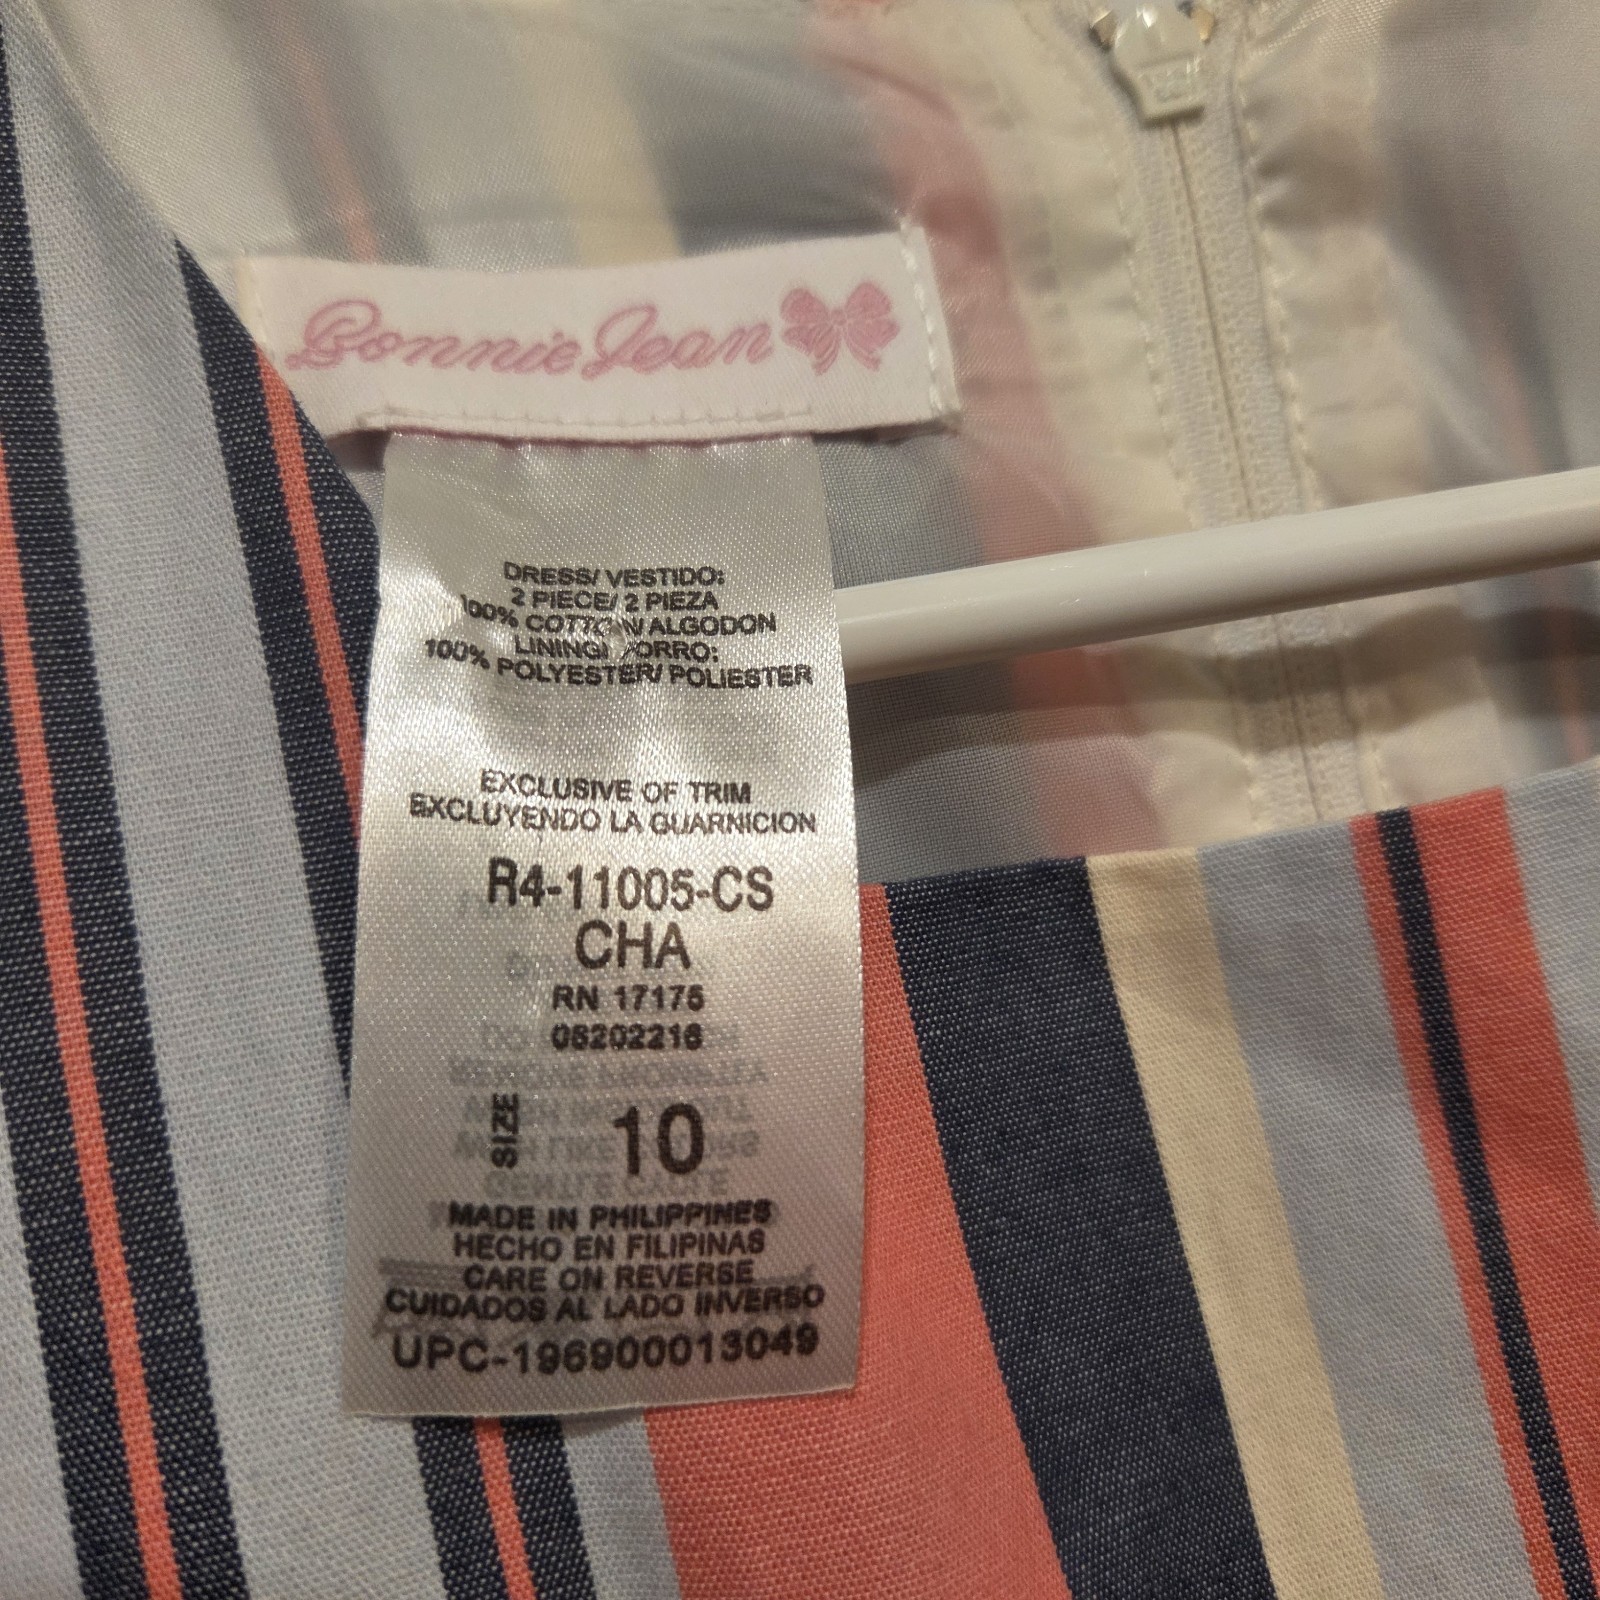 Bonnie Jean
DRESS/ VESTIDO:
2 PIECE/ 2 PIEZA
100% COTTON/ALGODON
LINING/ FORRO:
100% POLYESTER/ POLIESTER
EXCLUSIVE OF TRIM
EXCLUYENDO LA GUARNICION
R4-11005-CS
CHA
RN 17175
05202216
SIZE 10
MADE IN PHILIPPINES
HECHO EN FILIPINAS
CARE ON REVERSE
CUIDADOS AL LADO INVERSO
UPC-196900013049